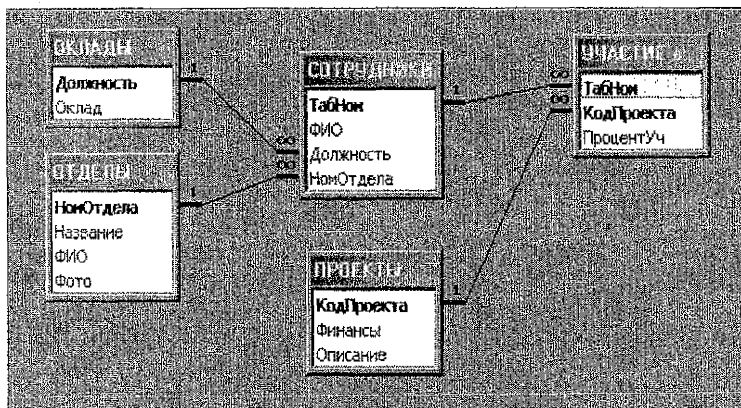 ОКЛАДЫ
Должность
Оклад
ОТДЕЛЫ
НомОтдела
Название
ФИО
Фото
СОТРУДНИКИ
ТабНом
ФИО
Должность
НомОтдела
ПРОЕКТЫ
КодПроекта
Финансы
Описание
УЧАСТИЕ
ТабНом
КодПроекта
ПроцентУч
1
∞
1
∞
1
∞
1
∞